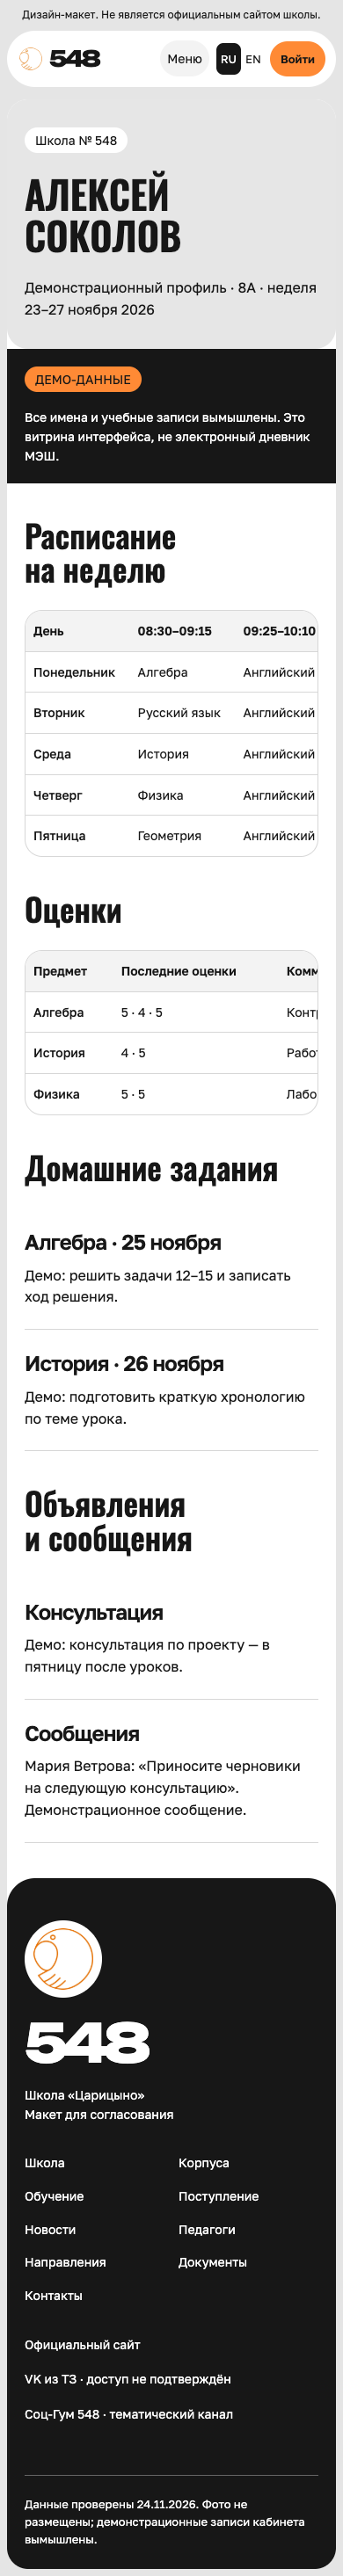 Дизайн-макет. Не является официальным сайтом школы.
548 Меню RU EN Войти
Школа № 548
АЛЕКСЕЙ
СОКОЛОВ
Демонстрационный профиль · 8А · неделя
23–27 ноября 2026
ДЕМО-ДАННЫЕ
Все имена и учебные записи вымышлены. Это
витрина интерфейса, не электронный дневник
МЭШ.
Расписание
на неделю
День 08:30–09:15 09:25–10:10
Понедельник Алгебра Английский
Вторник Русский язык Английский
Среда История Английский
Четверг Физика Английский
Пятница Геометрия Английский
Оценки
Предмет Последние оценки Комм
Алгебра 5 · 4 · 5 Контр
История 4 · 5 Работ
Физика 5 · 5 Лабо
Домашние задания
Алгебра · 25 ноября
Демо: решить задачи 12–15 и записать
ход решения.
История · 26 ноября
Демо: подготовить краткую хронологию
по теме урока.
Объявления
и сообщения
Консультация
Демо: консультация по проекту — в
пятницу после уроков.
Сообщения
Мария Ветрова: «Приносите черновики
на следующую консультацию».
Демонстрационное сообщение.
548
Школа «Царицыно»
Макет для согласования
Школа Корпуса
Обучение Поступление
Новости Педагоги
Направления Документы
Контакты
Официальный сайт
VK из ТЗ · доступ не подтверждён
Соц-Гум 548 · тематический канал
Данные проверены 24.11.2026. Фото не
размещены; демонстрационные записи кабинета
вымышлены.